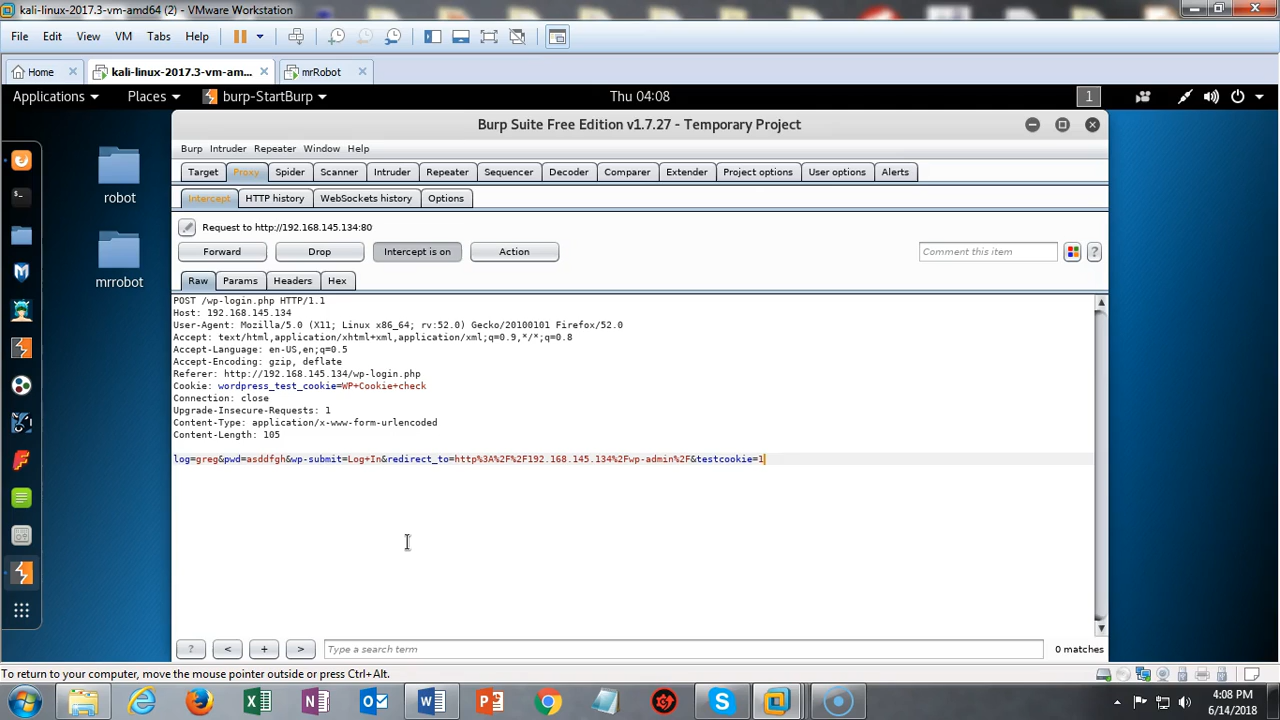 kali-linux-2017.3-vm-amd64 (2) - VMware Workstation
File Edit View VM Tabs Help
Home kali-linux-2017.3-vm-am... mrRobot
Applications Places burp-StartBurp Thu 04:08 1
Burp Suite Free Edition v1.7.27 - Temporary Project
Burp Intruder Repeater Window Help
Target Proxy Spider Scanner Intruder Repeater Sequencer Decoder Comparer Extender Project options User options Alerts
Intercept HTTP history WebSockets history Options
robot
Request to http://192.168.145.134:80
Forward Drop Intercept is on Action Comment this item ?
mrrobot
Raw Params Headers Hex
POST /wp-login.php HTTP/1.1
Host: 192.168.145.134
User-Agent: Mozilla/5.0 (X11; Linux x86_64; rv:52.0) Gecko/20100101 Firefox/52.0
Accept: text/html,application/xhtml+xml,application/xml;q=0.9,*/*;q=0.8
Accept-Language: en-US,en;q=0.5
Accept-Encoding: gzip, deflate
Referer: http://192.168.145.134/wp-login.php
Cookie: wordpress_test_cookie=WP+Cookie+check
Connection: close
Upgrade-Insecure-Requests: 1
Content-Type: application/x-www-form-urlencoded
Content-Length: 105
log=greg&pwd=asddfgh&wp-submit=Log+In&redirect_to=http%3A%2F%2F192.168.145.134%2Fwp-admin%2F&testcookie=1
? < + > Type a search term 0 matches
To return to your computer, move the mouse pointer outside or press Ctrl+Alt.
4:08 PM
6/14/2018